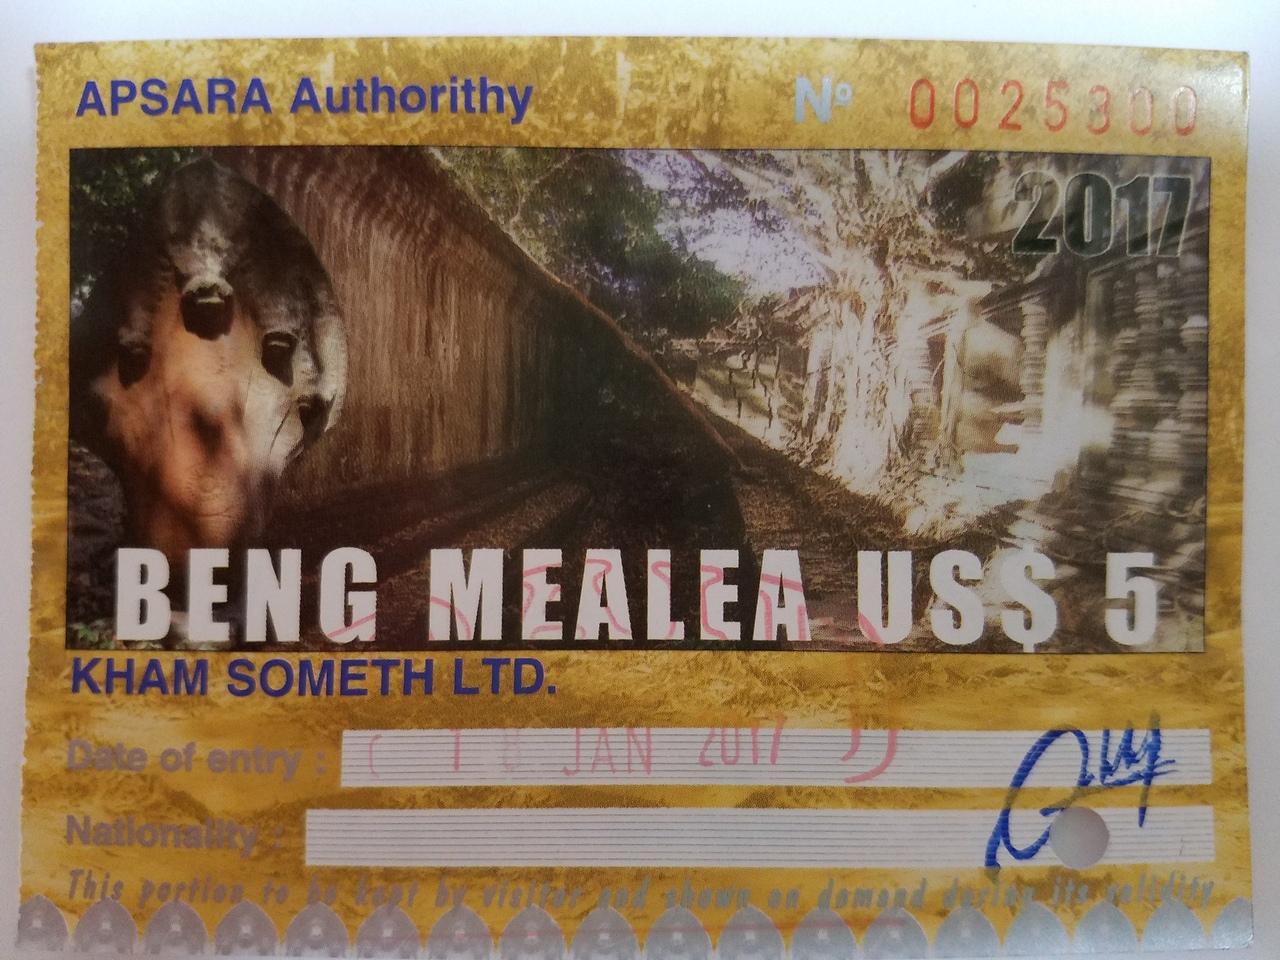 APSARA Authorithy Nº 0025300
2017
BENG MEALEA US$ 5
KHAM SOMETH LTD.
Date of entry : JAN 2017
Nationality :
This portion to be kept by visitor and shown on demand during its validity